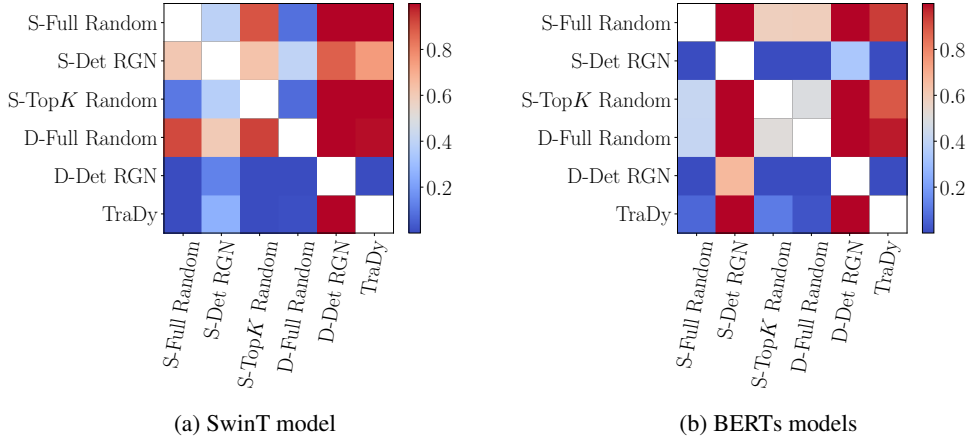 S-Full Random
S-Det RGN
S-TopK Random
D-Full Random
D-Det RGN
TraDy
S-Full Random
S-Det RGN
S-TopK Random
D-Full Random
D-Det RGN
TraDy
0.8
0.6
0.4
0.2
(a) SwinT model
S-Full Random
S-Det RGN
S-TopK Random
D-Full Random
D-Det RGN
TraDy
S-Full Random
S-Det RGN
S-TopK Random
D-Full Random
D-Det RGN
TraDy
0.8
0.6
0.4
0.2
(b) BERTs models